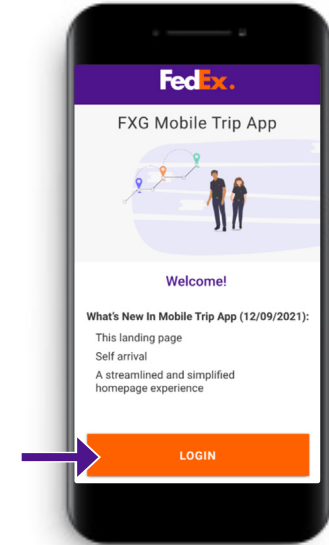 FedEx.
FXG Mobile Trip App
Welcome!
What's New In Mobile Trip App (12/09/2021):
This landing page
Self arrival
A streamlined and simplified
homepage experience
LOGIN